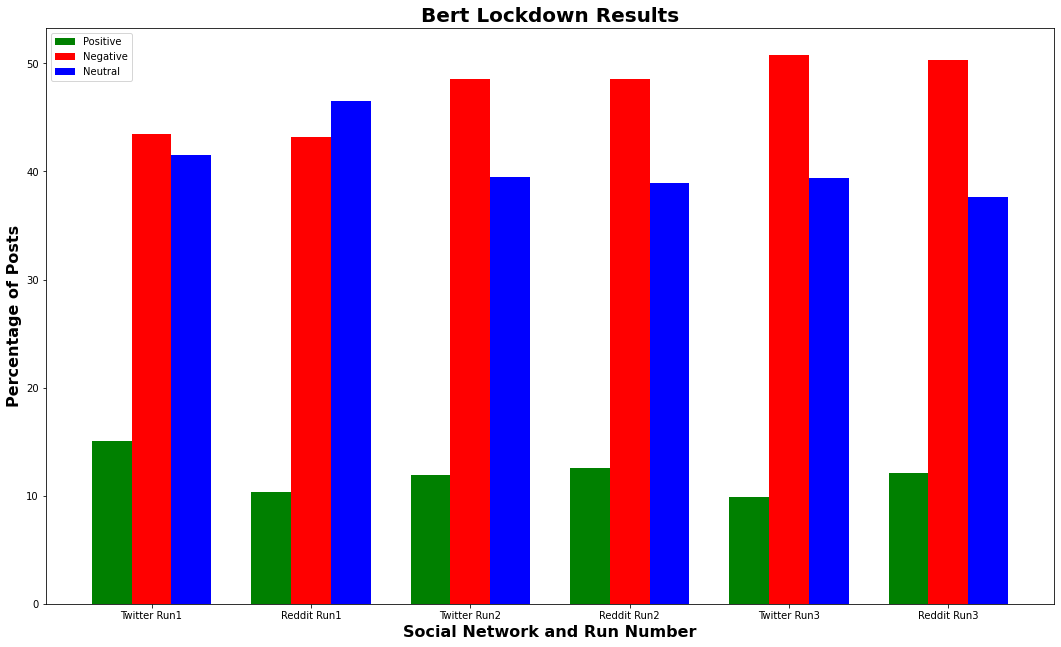 Bert Lockdown Results
Positive
Negative
Neutral
Percentage of Posts
50
40
30
20
10
0
Twitter Run1 Reddit Run1 Twitter Run2 Reddit Run2 Twitter Run3 Reddit Run3
Social Network and Run Number